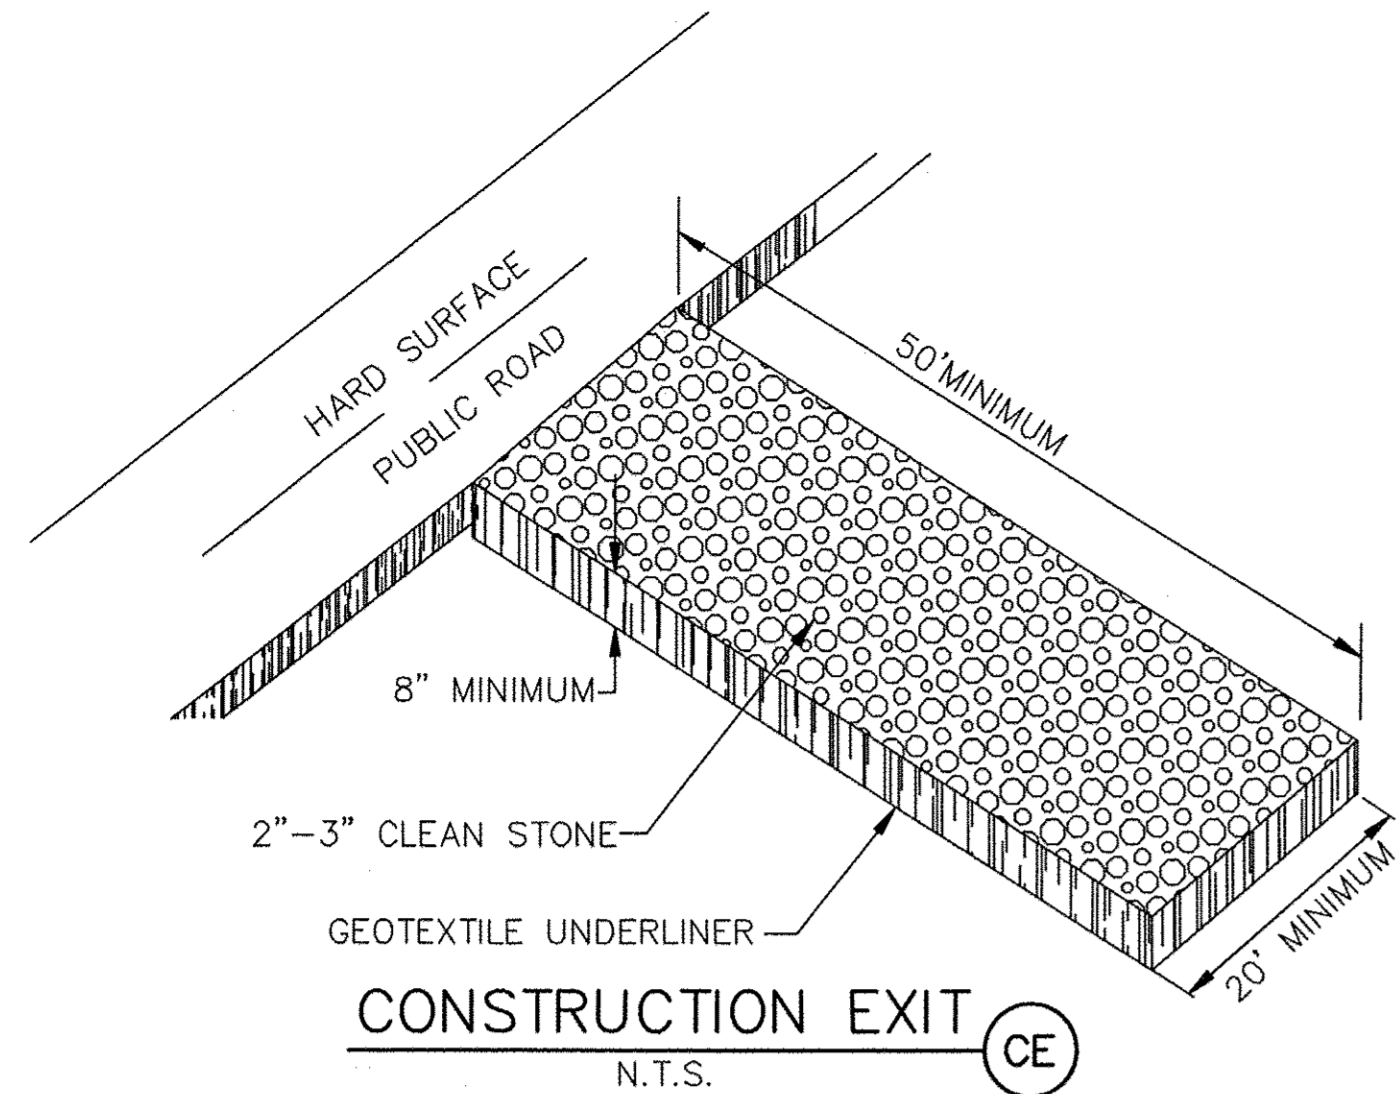 HARD SURFACE
PUBLIC ROAD
50'MINIMUM
8" MINIMUM
2"-3" CLEAN STONE
GEOTEXTILE UNDERLINER
20' MINIMUM
CONSTRUCTION EXIT
CE
N.T.S.